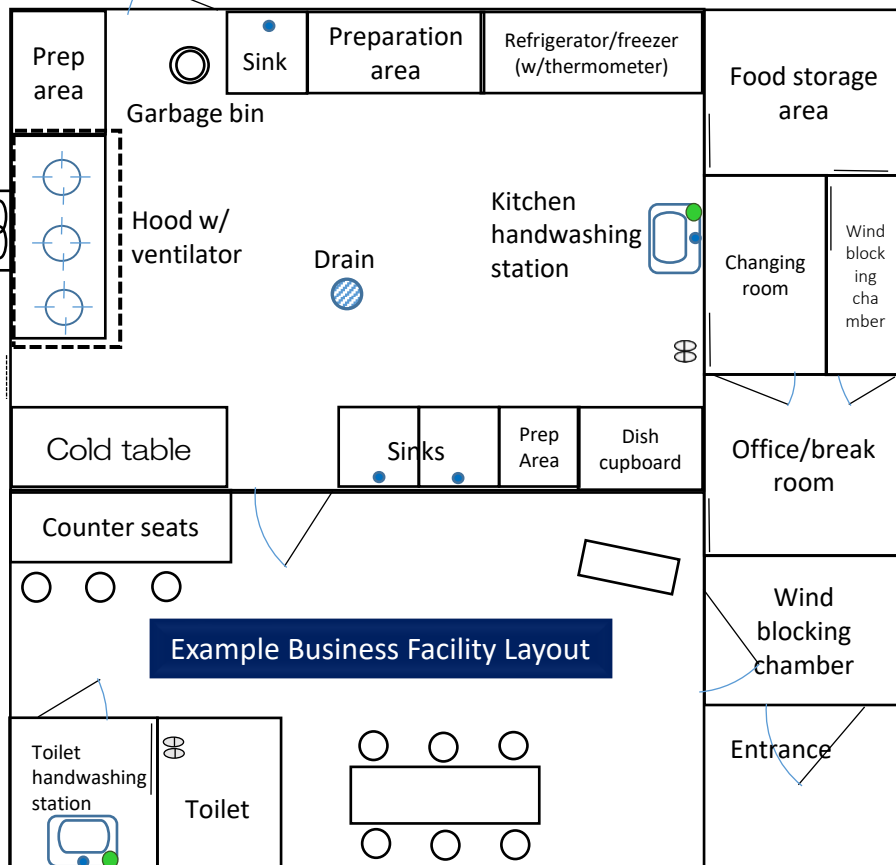 Prep
area
Sink
Preparation
area
Refrigerator/freezer
(w/thermometer)
Food storage
area
Garbage bin
Hood w/
ventilator
Drain
Kitchen
handwashing
station
Changing
room
Wind
block
ing
cha
mber
Cold table
Sinks
Prep
Area
Dish
cupboard
Office/break
room
Counter seats
Example Business Facility Layout
Wind
blocking
chamber
Entrance
Toilet
handwashing
station
Toilet